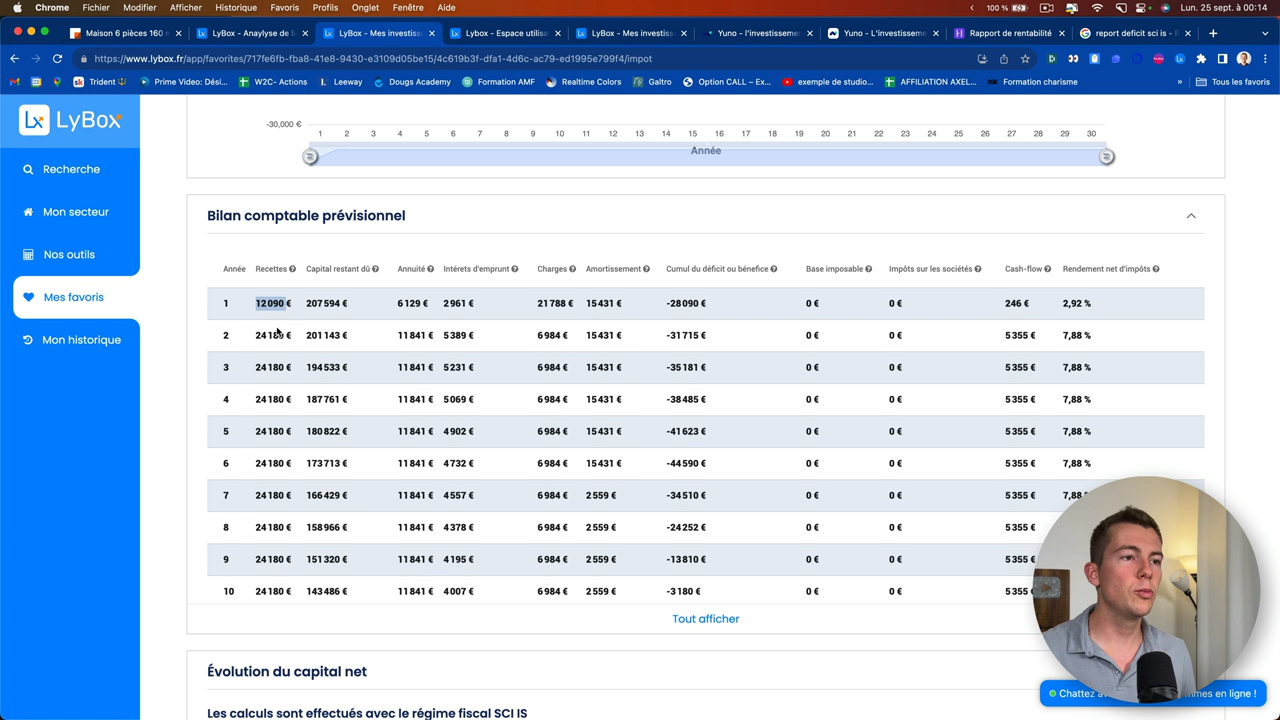 Chrome Fichier Modifier Afficher Historique Favoris Profils Onglet Fenêtre Aide 100 % Lun. 25 sept. à 00:14
Maison 6 pièces 160 m LyBox - Anaylyse de li LyBox - Mes investiss Lybox - Espace utilisa LyBox - Mes investiss Yuno - l'investisseme Yuno - L'investisseme Rapport de rentabilité report deficit sci is - R
https://www.lybox.fr/app/favorites/717fe6fb-fba8-41e8-9430-e3109d05be15/4c619b3f-dfa1-4d6c-ac79-ed1995e799f4/impot
Trident Prime Video: Dési... W2C- Actions Leeway Dougs Academy Formation AMF Realtime Colors Galtro Option CALL – Expl... exemple de studio... AFFILIATION AXEL... Formation charisme » Tous les favoris
Lx LyBox
Recherche
Mon secteur
Nos outils
Mes favoris
Mon historique
-30,000 €
1 2 3 4 5 6 7 8 9 10 11 12 13 14 15 16 17 18 19 20 21 22 23 24 25 26 27 28 29 30
Année
Bilan comptable prévisionnel
Année Recettes Capital restant dû Annuité Intérets d'emprunt Charges Amortissement Cumul du déficit ou bénefice Base imposable Impôts sur les sociétés Cash-flow Rendement net d'impôts
1 12 090 € 207 594 € 6 129 € 2 961 € 21 788 € 15 431 € -28 090 € 0 € 0 € 246 € 2,92 %
2 24 180 € 201 143 € 11 841 € 5 389 € 6 984 € 15 431 € -31 715 € 0 € 0 € 5 355 € 7,88 %
3 24 180 € 194 533 € 11 841 € 5 231 € 6 984 € 15 431 € -35 181 € 0 € 0 € 5 355 € 7,88 %
4 24 180 € 187 761 € 11 841 € 5 069 € 6 984 € 15 431 € -38 485 € 0 € 0 € 5 355 € 7,88 %
5 24 180 € 180 822 € 11 841 € 4 902 € 6 984 € 15 431 € -41 623 € 0 € 0 € 5 355 € 7,88 %
6 24 180 € 173 713 € 11 841 € 4 732 € 6 984 € 15 431 € -44 590 € 0 € 0 € 5 355 € 7,88 %
7 24 180 € 166 429 € 11 841 € 4 557 € 6 984 € 2 559 € -34 510 € 0 € 0 € 5 355 € 7,88
8 24 180 € 158 966 € 11 841 € 4 378 € 6 984 € 2 559 € -24 252 € 0 € 0 € 5 355 €
9 24 180 € 151 320 € 11 841 € 4 195 € 6 984 € 2 559 € -13 810 € 0 € 0 € 5 355 €
10 24 180 € 143 486 € 11 841 € 4 007 € 6 984 € 2 559 € -3 180 € 0 € 0 € 5 355 €
Tout afficher
Évolution du capital net
Chattez mmes en ligne !
Les calculs sont effectués avec le régime fiscal SCI IS